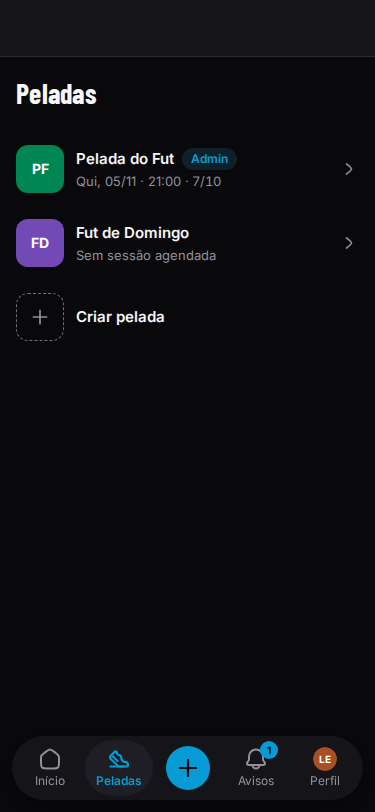 Peladas
PF
Pelada do Fut
Admin
Qui, 05/11 · 21:00 · 7/10
FD
Fut de Domingo
Sem sessão agendada
Criar pelada
1
LE
Início
Peladas
Avisos
Perfil